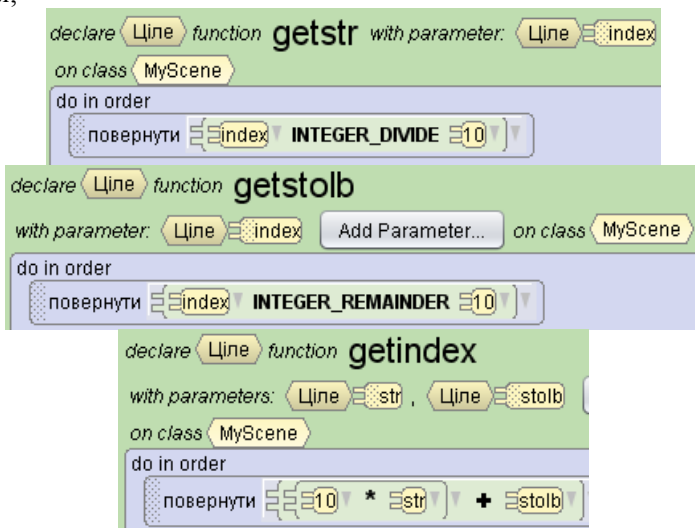 declare Ціле function getstr with parameter: Ціле index
on class MyScene
do in order
повернути index INTEGER_DIVIDE 10
declare Ціле function getstolb
with parameter: Ціле index Add Parameter... on class MyScene
do in order
повернути index INTEGER_REMAINDER 10
declare Ціле function getindex
with parameters: Ціле str , Ціле stolb
on class MyScene
do in order
повернути 10 * str + stolb